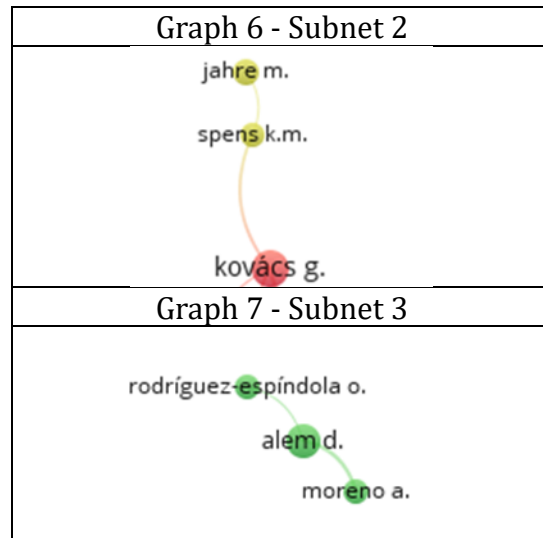 Graph 6 - Subnet 2
jahre m.
spens k.m.
kovács g.
Graph 7 - Subnet 3
rodríguez-espíndola o.
alem d.
moreno a.